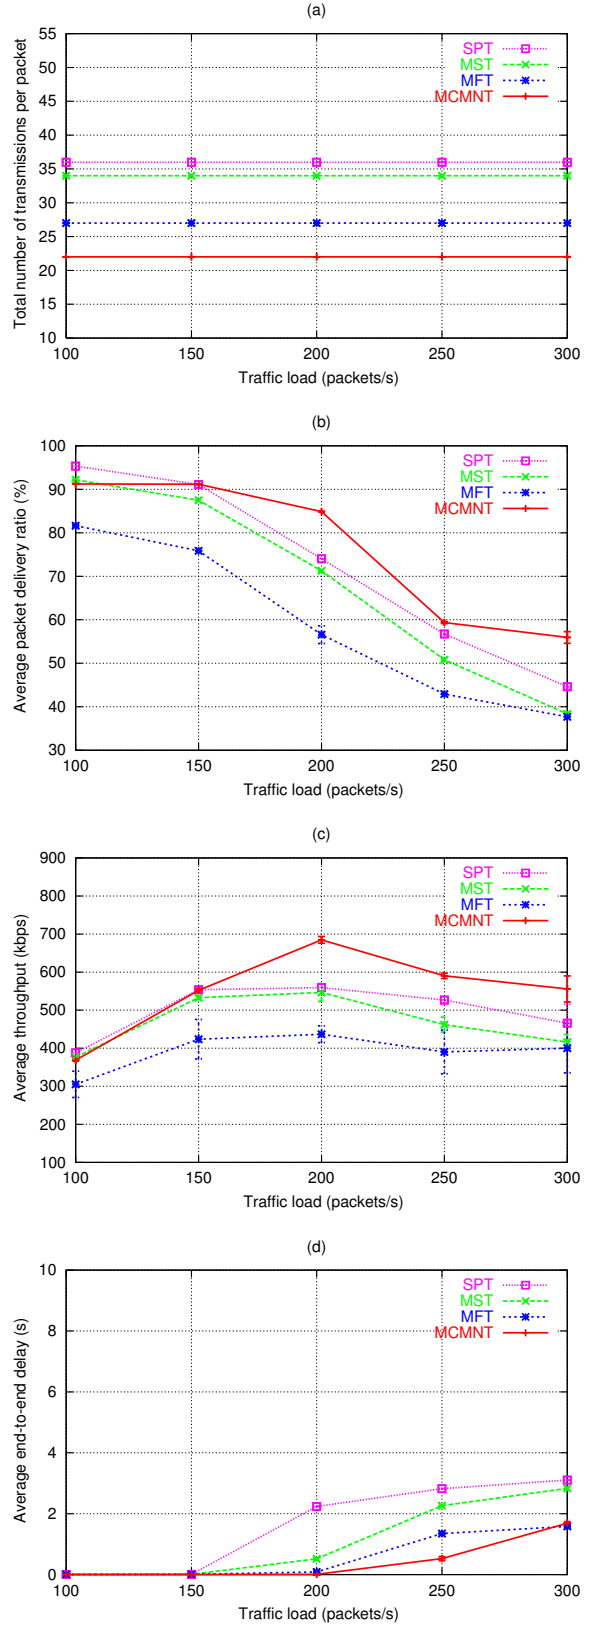 (a)
Total number of transmissions per packet
55
50
45
40
35
30
25
20
15
10
SPT
MST
MFT
MCMNT
100 150 200 250 300
Traffic load (packets/s)
(b)
Average packet delivery ratio (%)
100
90
80
70
60
50
40
30
SPT
MST
MFT
MCMNT
100 150 200 250 300
Traffic load (packets/s)
(c)
Average throughput (kbps)
900
800
700
600
500
400
300
200
100
SPT
MST
MFT
MCMNT
100 150 200 250 300
Traffic load (packets/s)
(d)
Average end-to-end delay (s)
10
8
6
4
2
0
SPT
MST
MFT
MCMNT
100 150 200 250 300
Traffic load (packets/s)